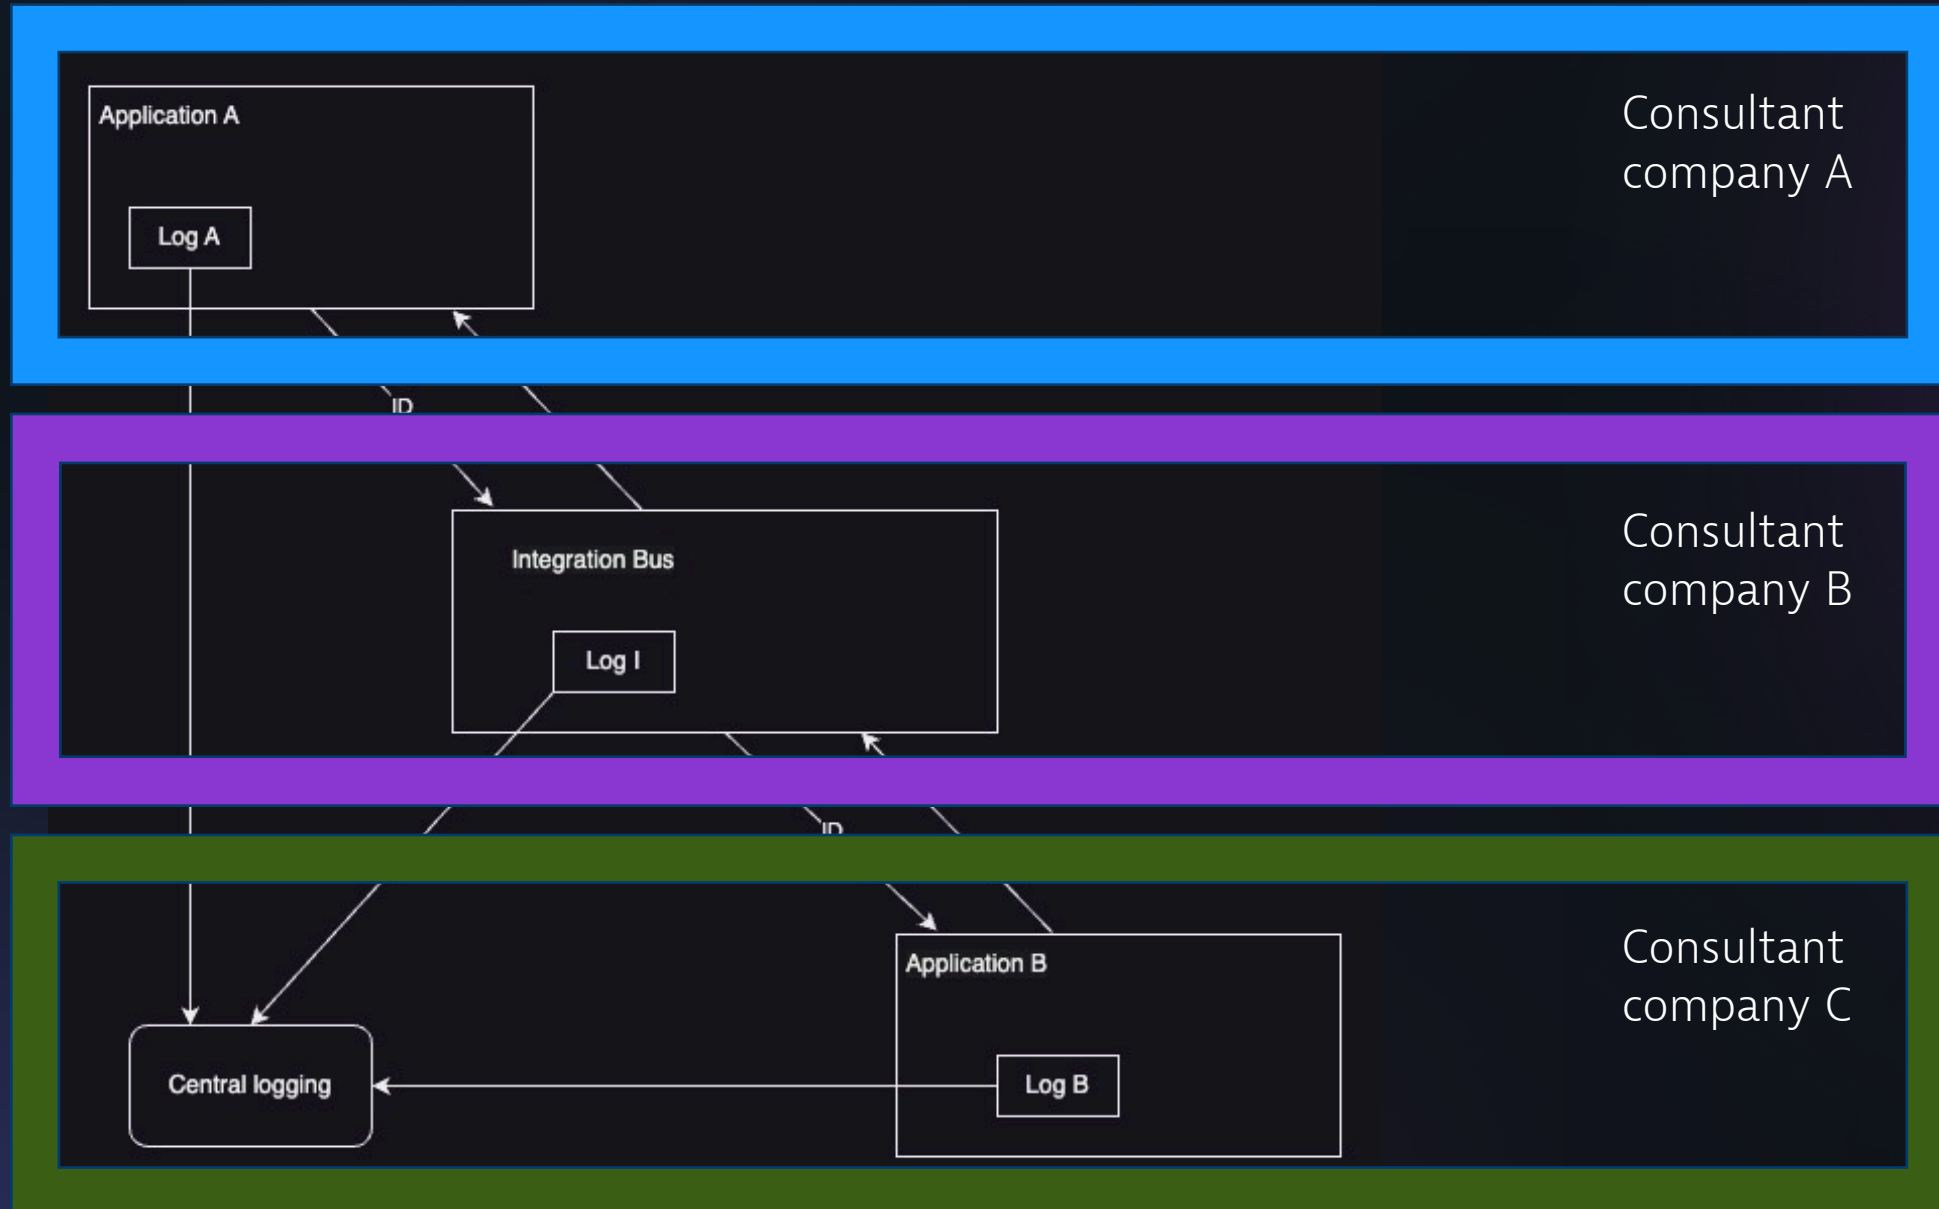 Application A
Log A
Consultant
company A
ID
Integration Bus
Log I
Consultant
company B
ID
Application B
Central logging
Log B
Consultant
company C